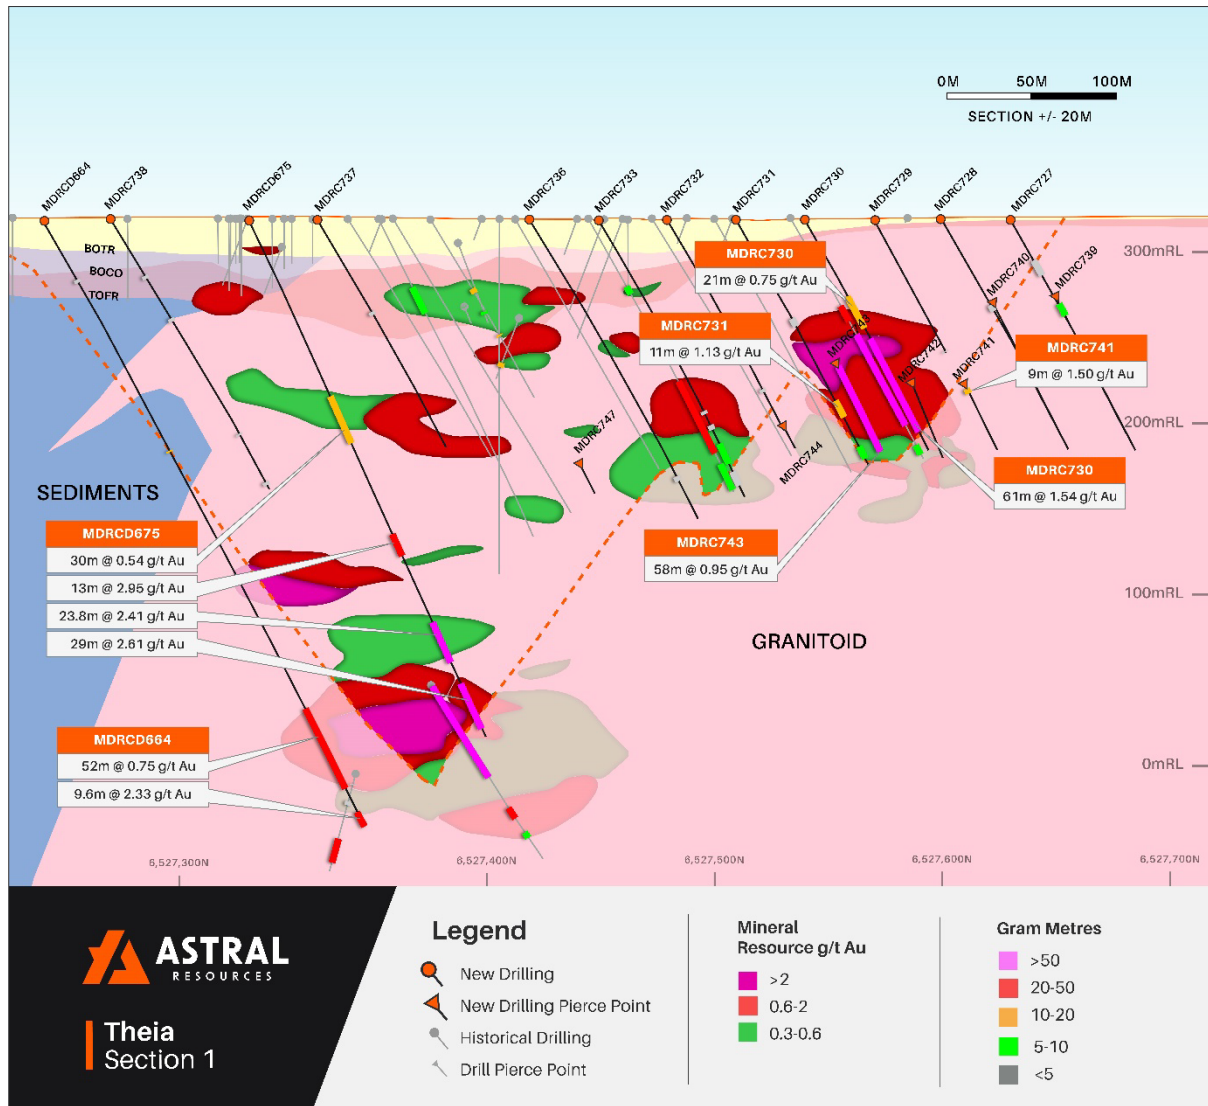 0M 50M 100M
SECTION +/- 20M
MDRCD664
MDRC738
MDRCD675
MDRC737
MDRC736
MDRC733
MDRC732
MDRC731
MDRC730
MDRC729
MDRC728
MDRC727
BOTR
BOCO
TOFR
300mRL
200mRL
100mRL
0mRL
MDRC730
21m @ 0.75 g/t Au
MDRC731
11m @ 1.13 g/t Au
MDRC740
MDRC739
MDRC743
MDRC742
MDRC741
MDRC741
9m @ 1.50 g/t Au
MDRC747
MDRC744
MDRC730
61m @ 1.54 g/t Au
MDRC743
58m @ 0.95 g/t Au
SEDIMENTS
GRANITOID
MDRCD675
30m @ 0.54 g/t Au
13m @ 2.95 g/t Au
23.8m @ 2.41 g/t Au
29m @ 2.61 g/t Au
MDRCD664
52m @ 0.75 g/t Au
9.6m @ 2.33 g/t Au
6,527,300N
6,527,400N
6,527,500N
6,527,600N
6,527,700N
ASTRAL
RESOURCES
Theia
Section 1
Legend
New Drilling
New Drilling Pierce Point
Historical Drilling
Drill Pierce Point
Mineral
Resource g/t Au
>2
0.6-2
0.3-0.6
Gram Metres
>50
20-50
10-20
5-10
<5